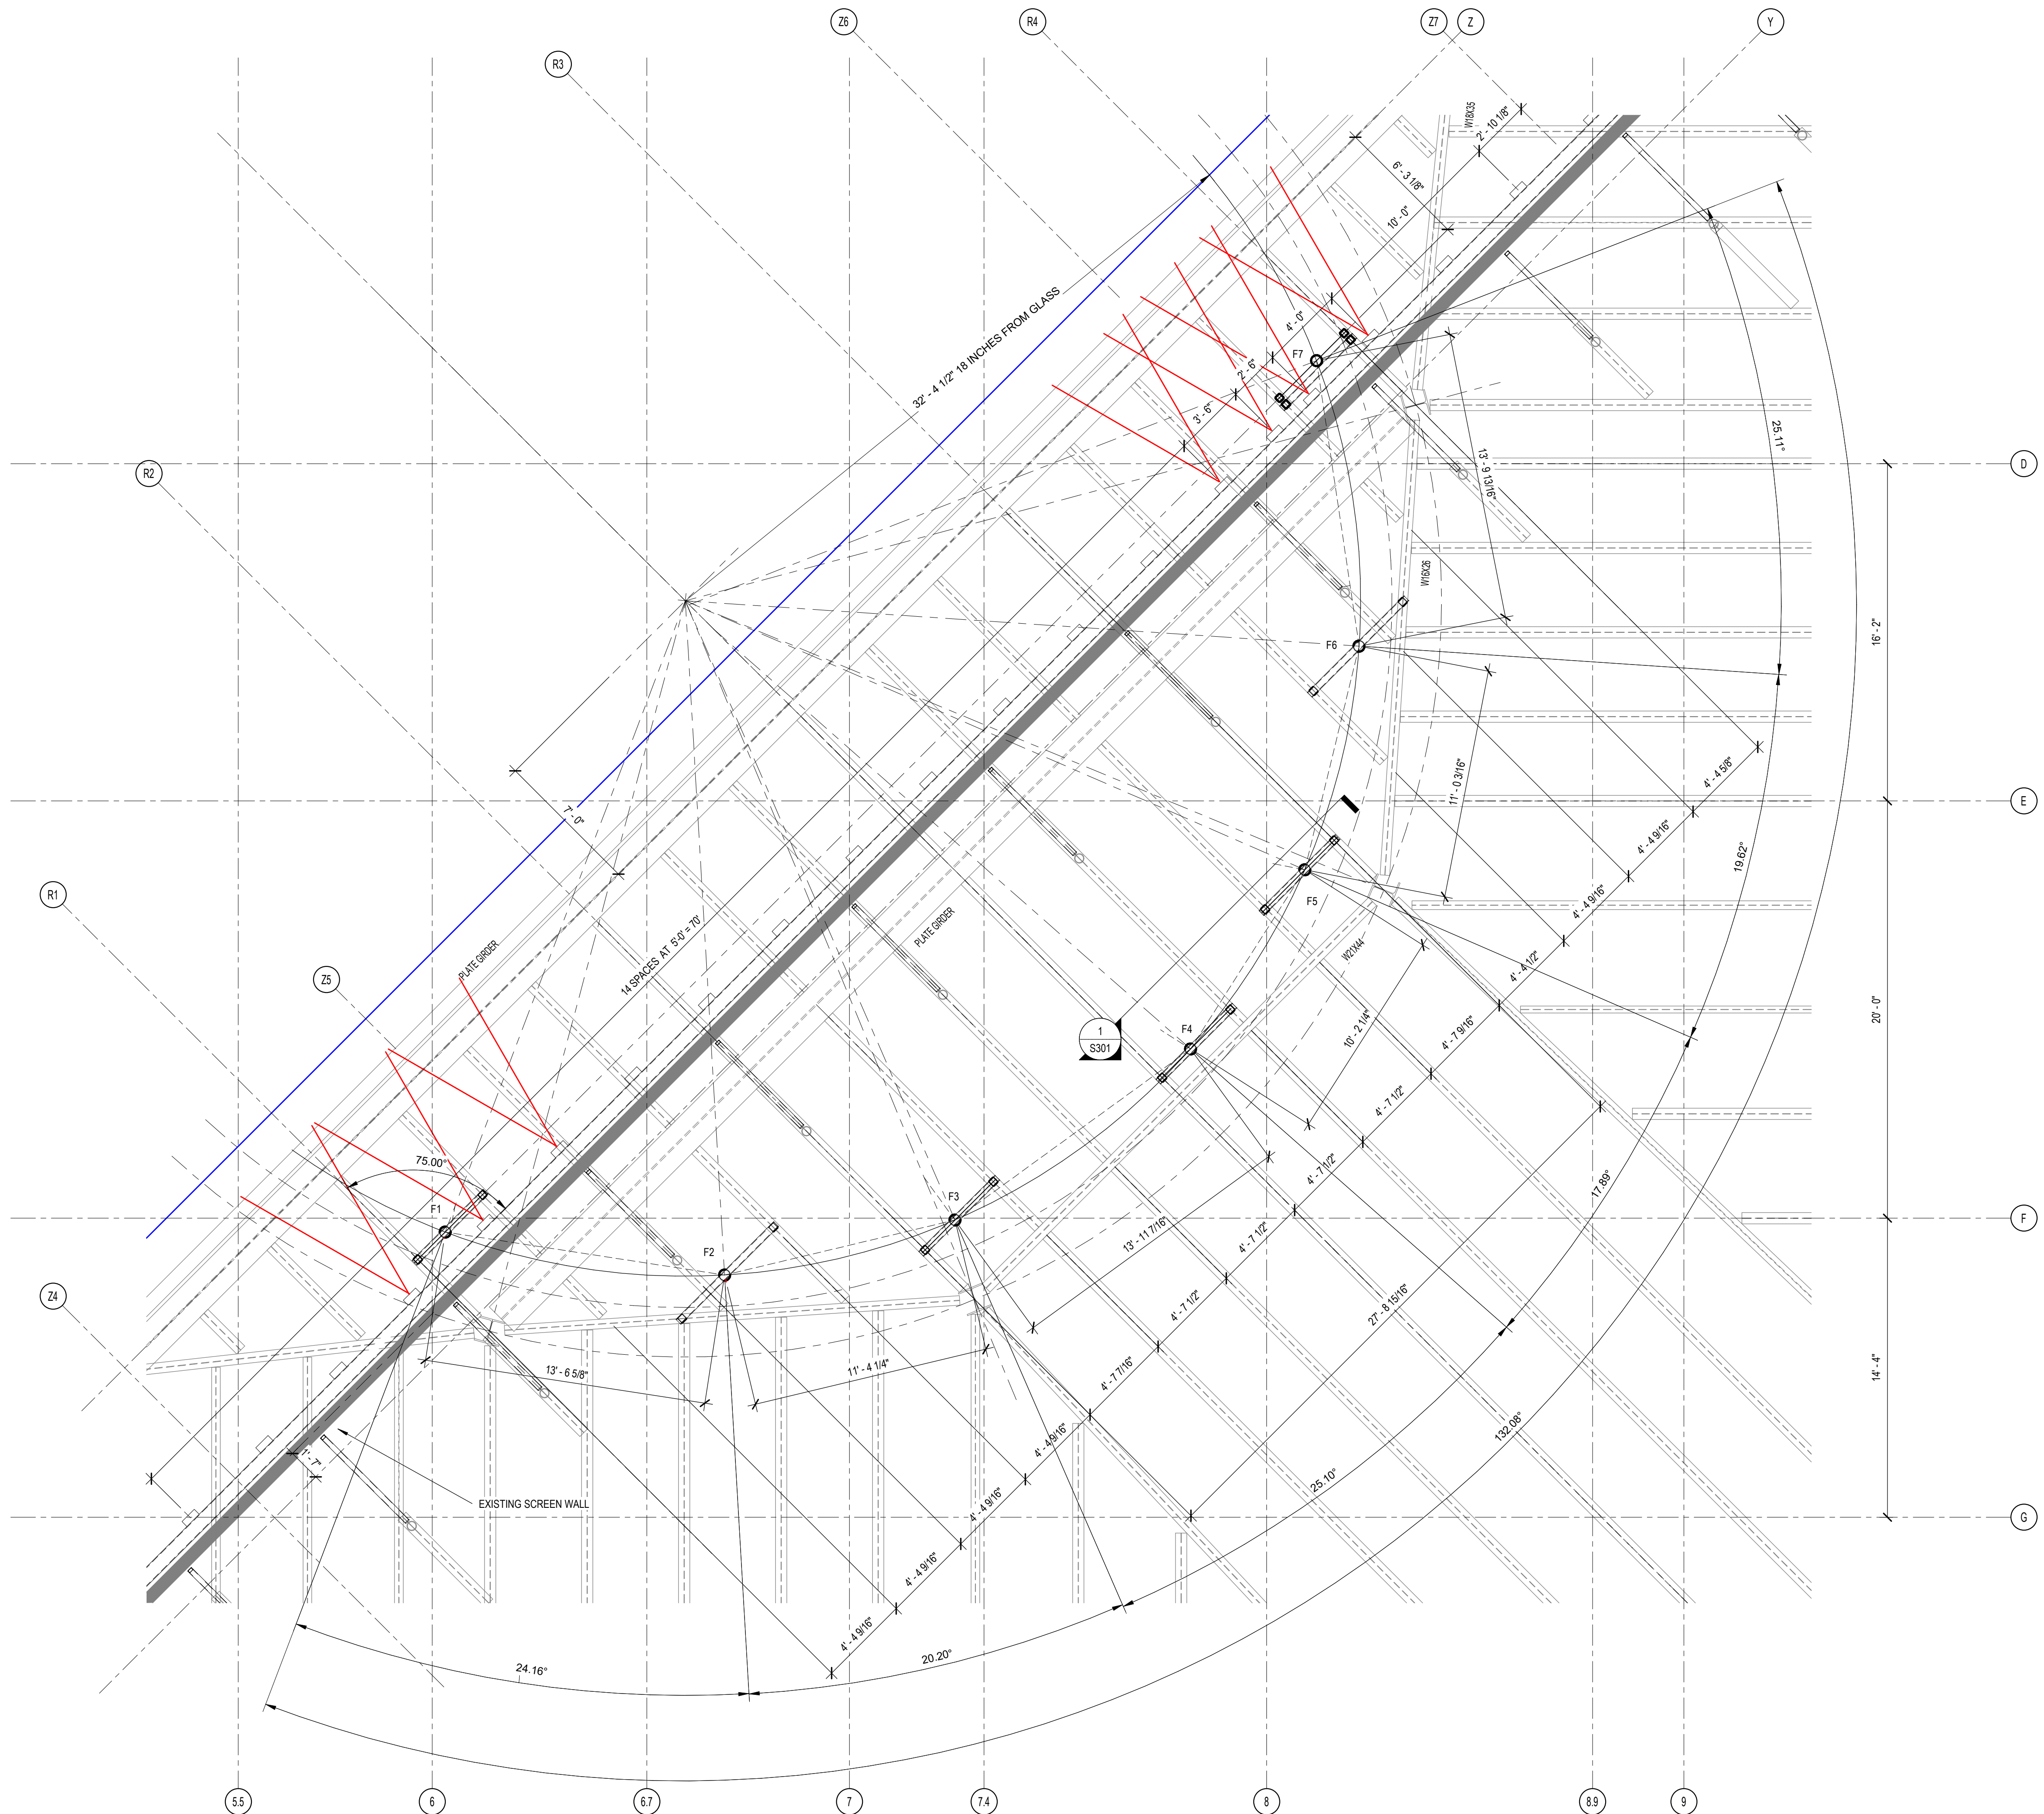 Z6
R4
Z7
Z
Y
R3
W18X35
2' - 10 1/8"
6' - 3 1/8"
10' - 0"
32' - 4 1/2" 18 INCHES FROM GLASS
4' - 0"
F7
2' - 6"
3' - 6"
25.11°
13' - 9 13/16"
D
R2
W16X26
16' - 2"
F6
4' - 4 5/8"
11' - 0 3/16"
E
7' - 0"
4' - 4 9/16"
19.62°
R1
F5
4' - 4 9/16"
PLATE GIRDER
PLATE GIRDER
W21X44
4' - 4 1/2"
Z5
14 SPACES AT 5'-0' = 70'
1
S301
F4
10' - 2 1/4"
4' - 7 9/16"
20' - 0"
4' - 7 1/2"
75.00°
4' - 7 1/2"
17.89°
F1
F3
13' - 11 7/16"
4' - 7 1/2"
F
F2
Z4
4' - 7 1/2"
27' - 8 15/16"
13' - 6 5/8"
11' - 4 1/4"
4' - 7 7/16"
14' - 4"
132.08°
1' - 7"
4' - 4 9/16"
25.10°
EXISTING SCREEN WALL
4' - 4 9/16"
G
4' - 4 9/16"
4' - 4 9/16"
20.20°
24.16°
5.5
6
6.7
7
7.4
8
8.9
9